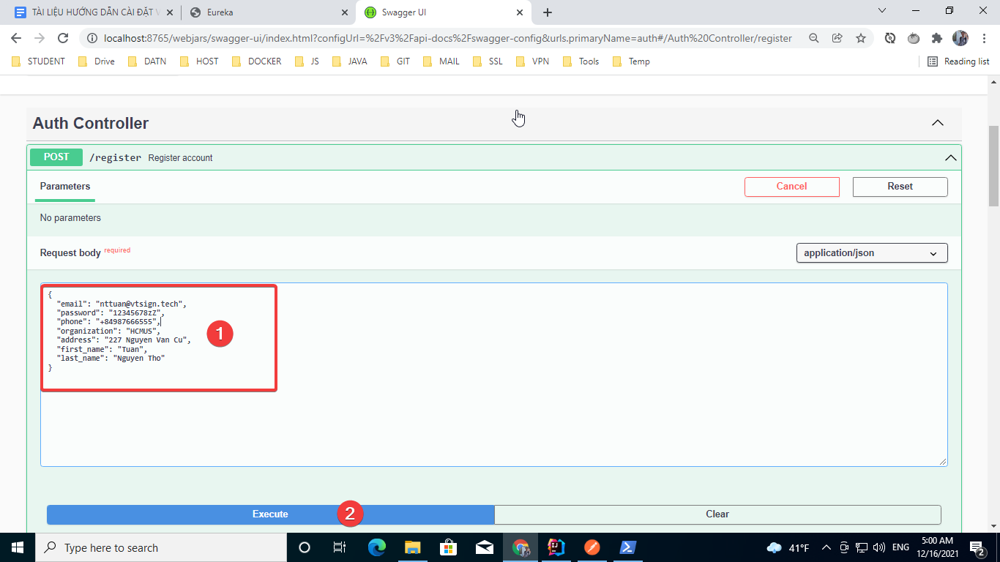 TÀI LIỆU HƯỚNG DẪN CÀI ĐẶT V
Eureka
Swagger UI
localhost:8765/webjars/swagger-ui/index.html?configUrl=%2Fv3%2Fapi-docs%2Fswagger-config&urls.primaryName=auth#/Auth%20Controller/register
STUDENT Drive DATN HOST DOCKER JS JAVA GIT MAIL SSL VPN Tools Temp Reading list
Auth Controller
POST /register Register account
Parameters Cancel Reset
No parameters
Request body required application/json
{
"email": "nttuan@vtsign.tech",
"password": "12345678zZ",
"phone": "+84987666555",
"organization": "HCMUS",
"address": "227 Nguyen Van Cu",
"first_name": "Tuan",
"last_name": "Nguyen Tho"
}
1
Execute 2 Clear
Type here to search
41°F ENG
5:00 AM
12/16/2021
2